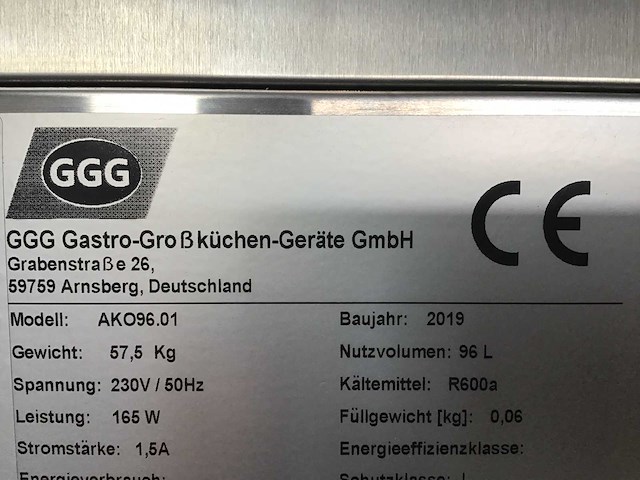 GGG
CE
GGG Gastro-Großküchen-Geräte GmbH
Grabenstraße 26,
59759 Arnsberg, Deutschland
Modell: AKO96.01 Baujahr: 2019
Gewicht: 57,5 Kg Nutzvolumen: 96 L
Spannung: 230V / 50Hz Kältemittel: R600a
Leistung: 165 W Füllgewicht [kg]: 0,06
Stromstärke: 1,5A Energieeffizienzklasse:
Energieverbrauch: Schutzklasse: I